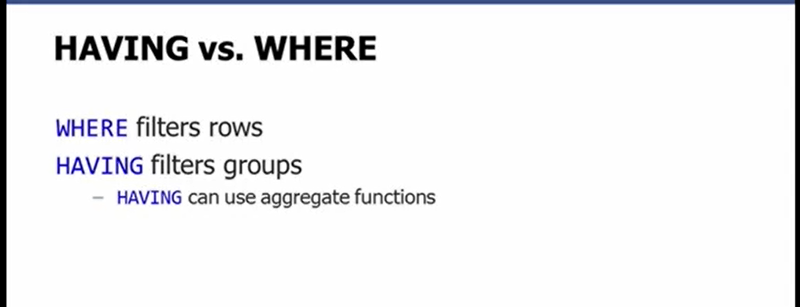 HAVING vs. WHERE
WHERE filters rows
HAVING filters groups
– HAVING can use aggregate functions